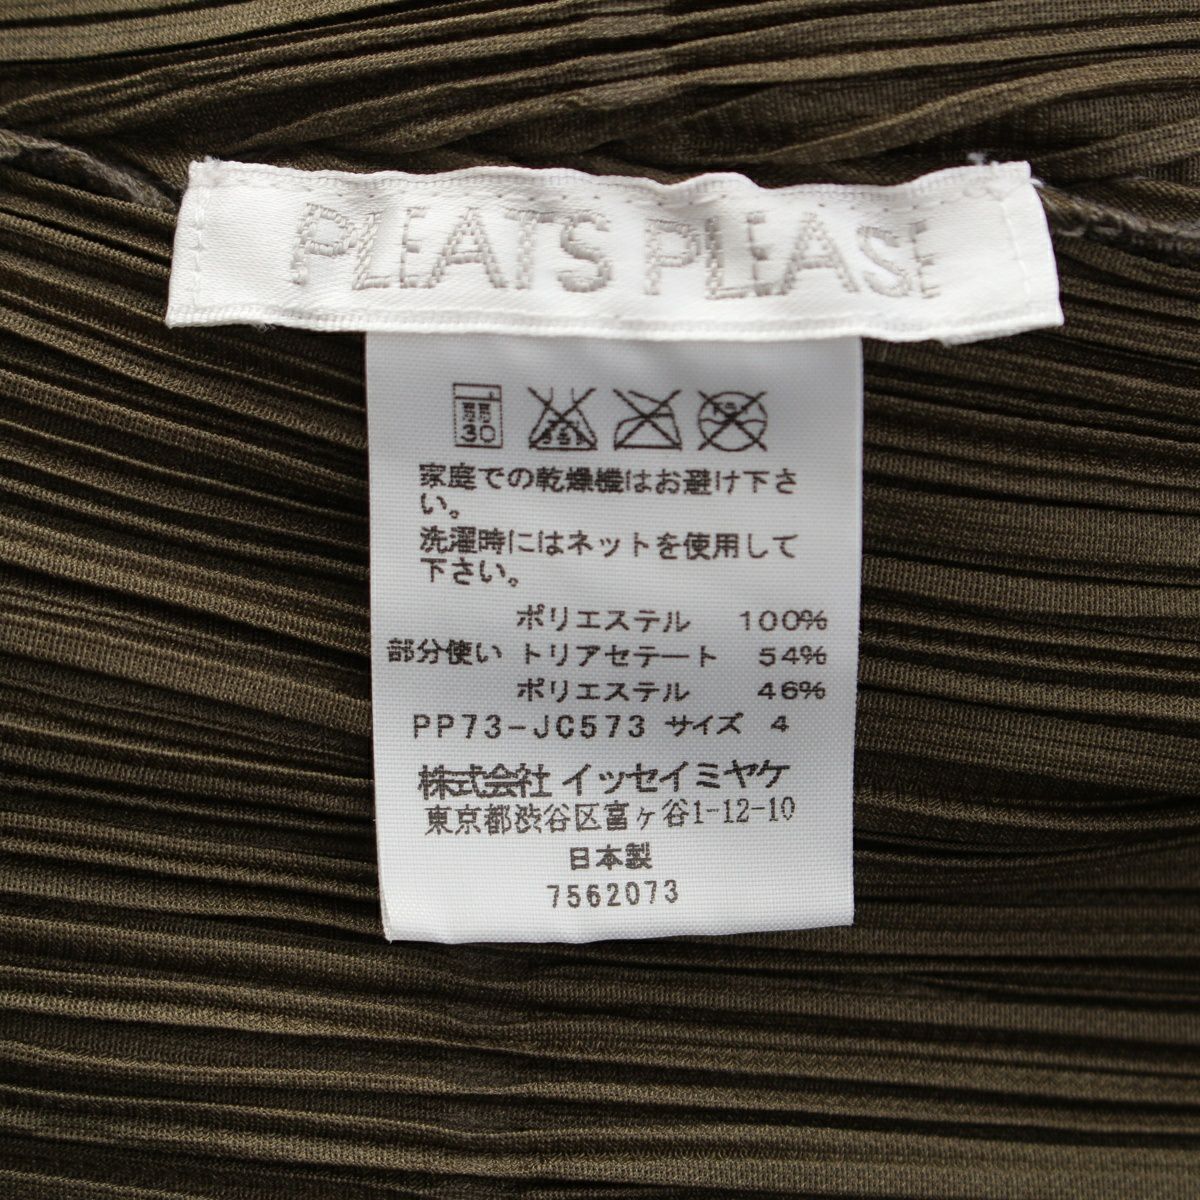 PLEATS PLEASE
弱 30
家庭での乾燥機はお避け下さ
い。
洗濯時にはネットを使用して
下さい。
ポリエステル 100%
部分使い トリアセテート 54%
ポリエステル 46%
PP73-JC573 サイズ 4
株式会社 イッセイミヤケ
東京都渋谷区富ヶ谷1-12-10
日本製
7562073